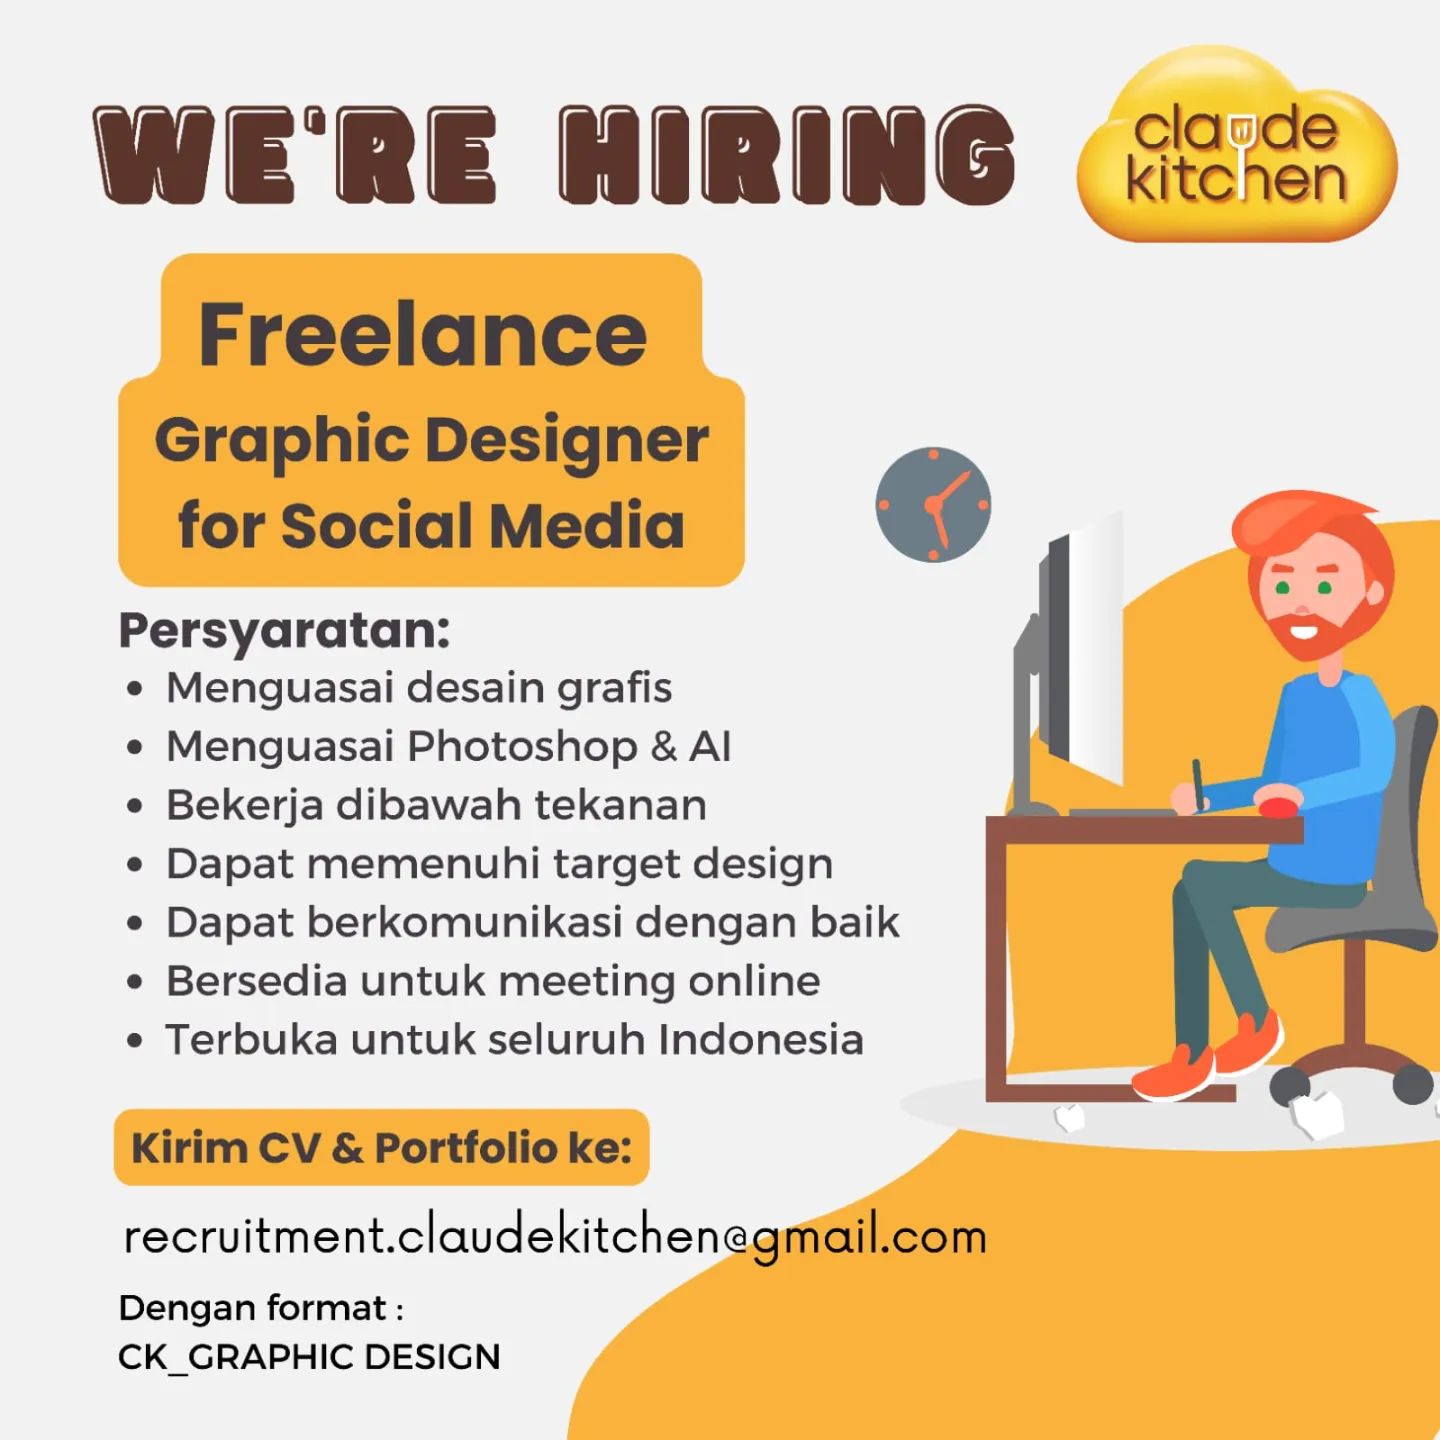 WE'RE HIRING
claude
kitchen
Freelance
Graphic Designer
for Social Media
Persyaratan:
• Menguasai desain grafis
• Menguasai Photoshop & AI
• Bekerja dibawah tekanan
• Dapat memenuhi target design
• Dapat berkomunikasi dengan baik
• Bersedia untuk meeting online
• Terbuka untuk seluruh Indonesia
Kirim CV & Portfolio ke:
recruitment.claudekitchen@gmail.com
Dengan format :
CK_GRAPHIC DESIGN